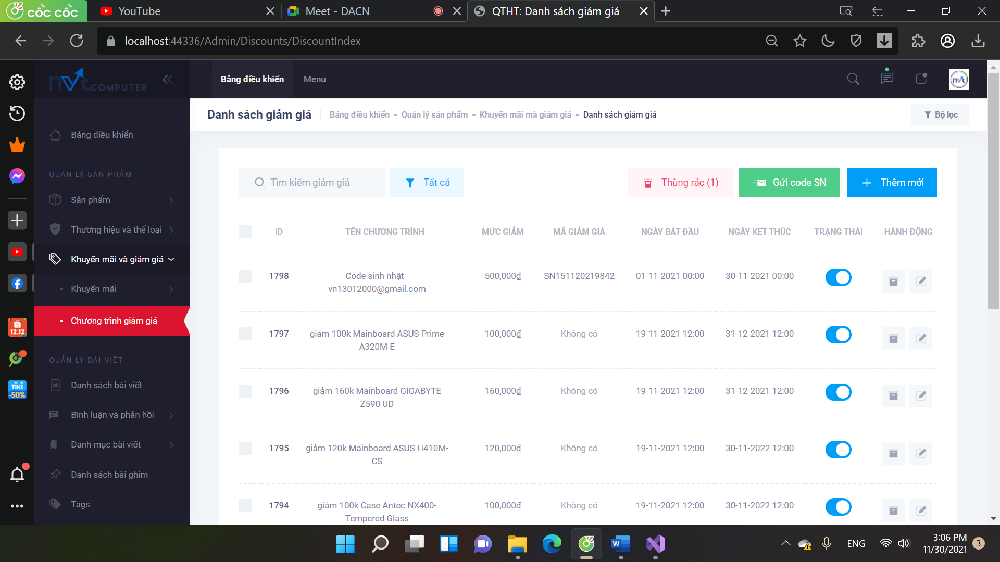 cốc cốc
YouTube
Meet - DACN
QTHT: Danh sách giảm giá
localhost:44336/Admin/Discounts/DiscountIndex
nvt COMPUTER
Bảng điều khiển
Menu
nvt
Danh sách giảm giá
Bảng điều khiển - Quản lý sản phẩm - Khuyến mãi mà giảm giá - Danh sách giảm giá
Bộ lọc
Bảng điều khiển
QUẢN LÝ SẢN PHẨM
Sản phẩm
Thương hiệu và thể loại
Khuyến mãi và giảm giá
Khuyến mãi
Chương trình giảm giá
QUẢN LÝ BÀI VIẾT
Danh sách bài viết
Bình luận và phản hồi
Danh mục bài viết
Danh sách bài ghim
Tags
12.12
TIKI
-50%
Tìm kiếm giảm giá
Tất cả
Thùng rác (1)
Gửi code SN
Thêm mới
ID TÊN CHƯƠNG TRÌNH MỨC GIẢM MÃ GIẢM GIÁ NGÀY BẮT ĐẦU NGÀY KẾT THÚC TRẠNG THÁI HÀNH ĐỘNG
1798 Code sinh nhật - 500,000₫ SN151120219842 01-11-2021 00:00 30-11-2021 00:00
vn13012000@gmail.com
1797 giảm 100k Mainboard ASUS Prime 100,000₫ Không có 19-11-2021 12:00 31-12-2021 12:00
A320M-E
1796 giảm 160k Mainboard GIGABYTE 160,000₫ Không có 19-11-2021 12:00 31-12-2021 12:00
Z590 UD
1795 giảm 120k Mainboard ASUS H410M- 120,000₫ Không có 19-11-2021 12:00 30-11-2022 12:00
CS
1794 giảm 100k Case Antec NX400- 100,000₫ Không có 19-11-2021 12:00 30-11-2022 12:00
Tempered Glass
W
ENG
3:06 PM
11/30/2021
3